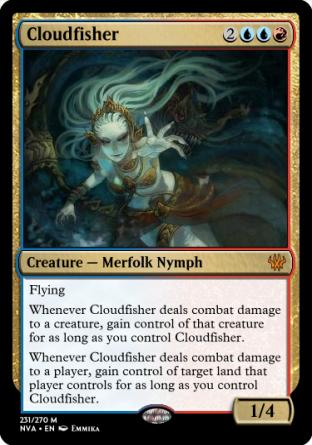 Cloudfisher 2
Creature — Merfolk Nymph
Flying
Whenever Cloudfisher deals combat damage
to a creature, gain control of that creature
for as long as you control Cloudfisher.
Whenever Cloudfisher deals combat damage
to a player, gain control of target land that
player controls for as long as you control
Cloudfisher.
1/4
231/270 M
NVA • EN Emmika